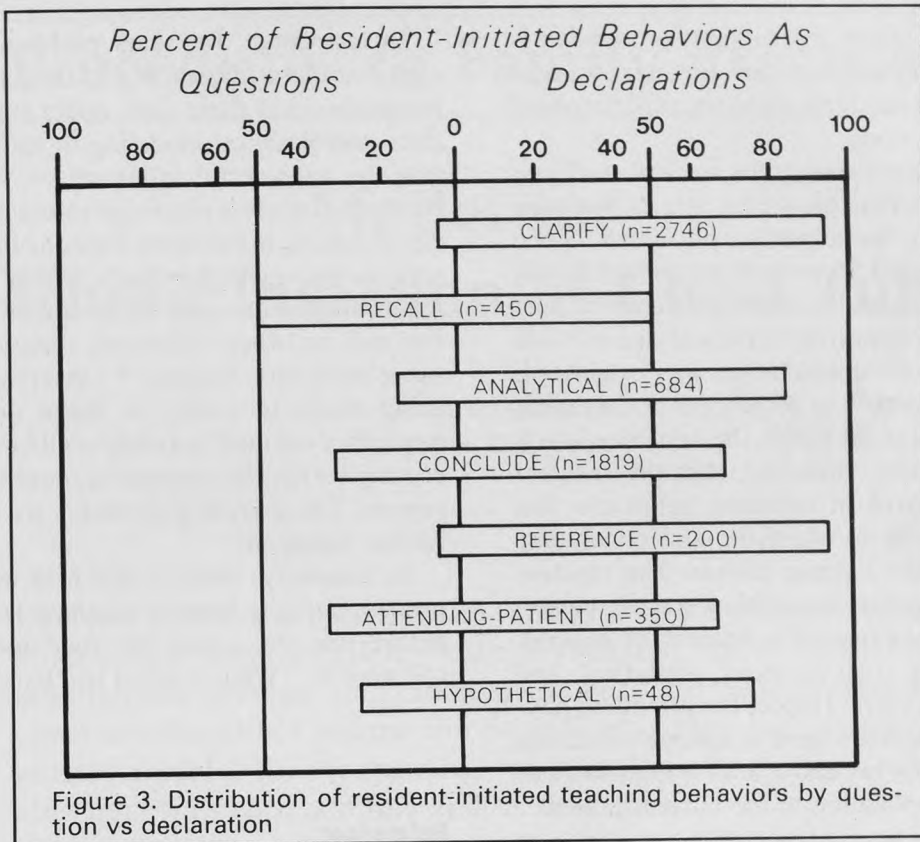 Percent of Resident-Initiated Behaviors As
Questions Declarations
100 80 60 50 40 20 0 20 40 50 60 80 100
CLARIFY (n=2746)
RECALL (n=450)
ANALYTICAL (n=684)
CONCLUDE (n=1819)
REFERENCE (n=200)
ATTENDING-PATIENT (n=350)
HYPOTHETICAL (n=48)
Figure 3. Distribution of resident-initiated teaching behaviors by ques-
tion vs declaration